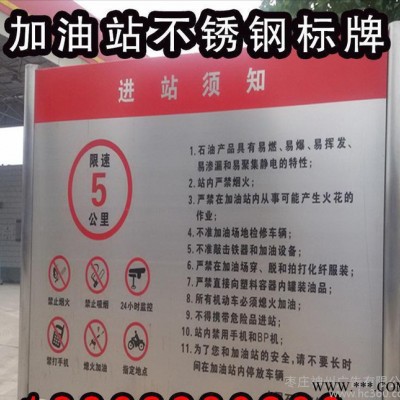 加油站不锈钢标牌
进站须知
限速
5
公里
禁止烟火
禁止吸烟
24小时监控
禁打手机
熄火加油
指定地点
1.石油产品具有易燃、易爆、易挥发、
易渗漏和易聚集静电的特性;
2.站内严禁烟火;
3.严禁在加油站内从事可能产生火花的
作业;
4.不准加油场地检修车辆;
5.不准敲击铁器和加油设备;
6.严禁在加油场穿、脱和拍打化纤服装;
7.严禁直接向塑料容器内灌装油品;
8.所有机动车必须熄火加油;
9.不得携带危险品进站;
10.站内禁用手机和BP机;
11.为了您和加油站的安全,请不要长时
间在加油站内停放车辆
www.***.COM
www.hc360.com